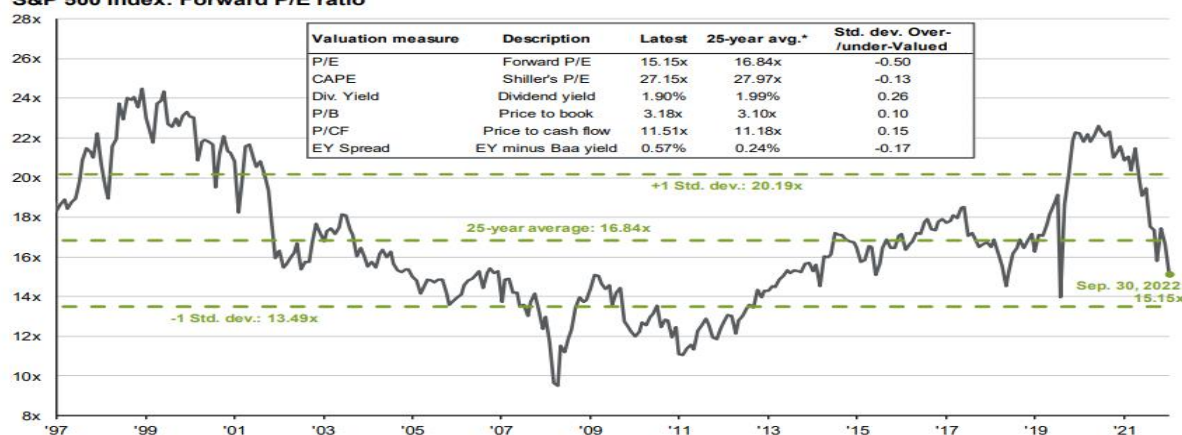 S&P 500 Index: Forward P/E ratio
28x
Valuation measure Description Latest 25-year avg.* Std. dev. Over-/under-Valued
P/E Forward P/E 15.15x 16.84x -0.50
CAPE Shiller's P/E 27.15x 27.97x -0.13
Div. Yield Dividend yield 1.90% 1.99% 0.26
P/B Price to book 3.18x 3.10x 0.10
P/CF Price to cash flow 11.51x 11.18x 0.15
EY Spread EY minus Baa yield 0.57% 0.24% -0.17
26x
24x
22x
20x
+1 Std. dev.: 20.19x
18x
25-year average: 16.84x
16x
Sep. 30, 2022
15.15x
14x
-1 Std. dev.: 13.49x
12x
10x
8x
'97 '99 '01 '03 '05 '07 '09 '11 '13 '15 '17 '19 '21